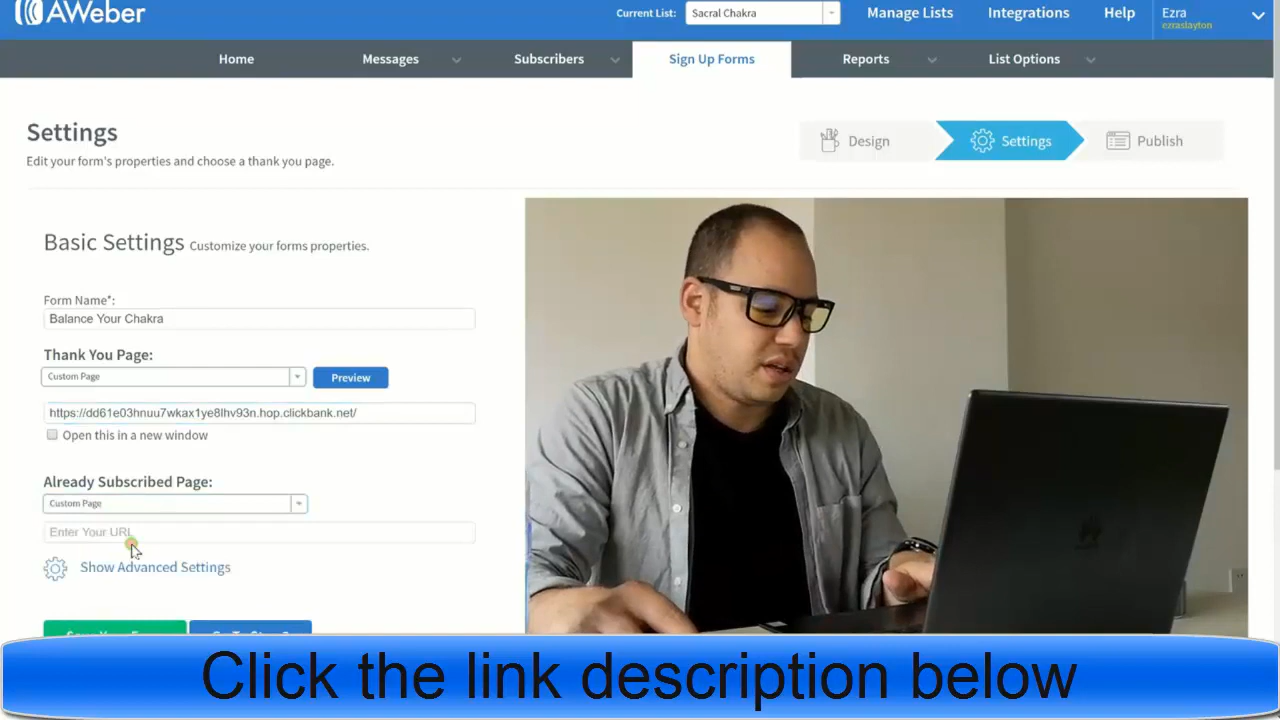 AWeber
Current List: Sacral Chakra
Manage Lists
Integrations
Help
Ezra
ezraslayton
Home
Messages
Subscribers
Sign Up Forms
Reports
List Options
Settings
Edit your form's properties and choose a thank you page.
Design
Settings
Publish
Basic Settings Customize your forms properties.
Form Name*:
Balance Your Chakra
Thank You Page:
Custom Page
Preview
https://dd61e03hnuu7wkax1ye8lhv93n.hop.clickbank.net/
Open this in a new window
Already Subscribed Page:
Custom Page
Enter Your URL
Show Advanced Settings
Click the link description below